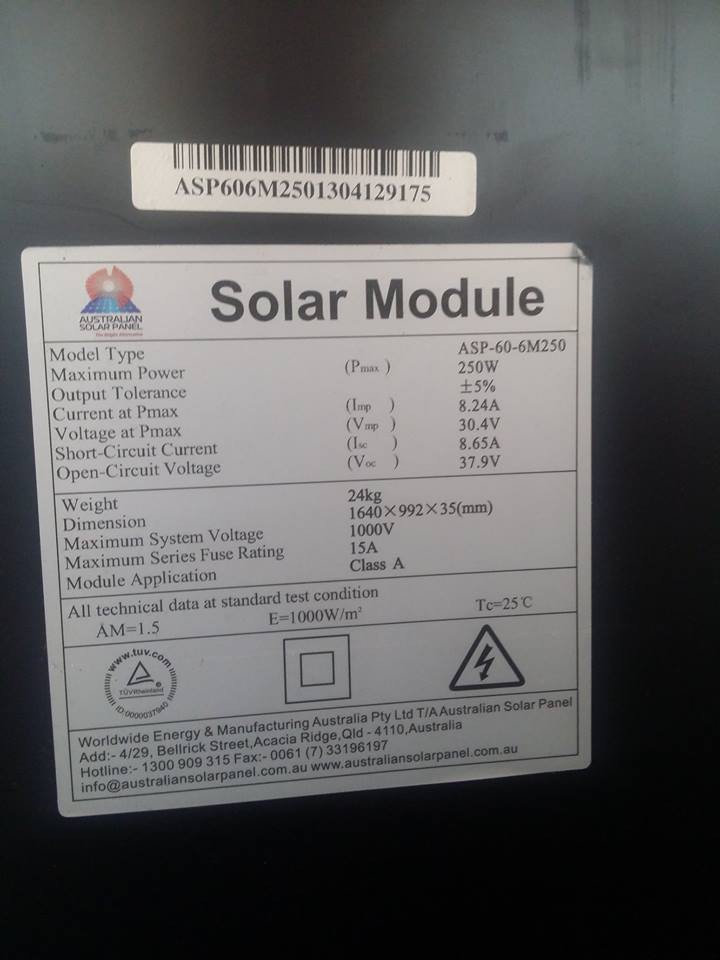 ASP606M2501304129175
AUSTRALIAN
SOLAR PANEL
The Bright Alternative
Solar Module
Model Type ASP-60-6M250
Maximum Power (Pmax ) 250W
Output Tolerance ±5%
Current at Pmax (Imp ) 8.24A
Voltage at Pmax (Vmp ) 30.4V
Short-Circuit Current (Isc ) 8.65A
Open-Circuit Voltage (Voc ) 37.9V
Weight 24kg
Dimension 1640×992×35(mm)
Maximum System Voltage 1000V
Maximum Series Fuse Rating 15A
Module Application Class A
All technical data at standard test condition
AM=1.5 E=1000W/m² Tc=25℃
www.tuv.com
TÜVRheinland ®
ID:0000037940
Worldwide Energy & Manufacturing Australia Pty Ltd T/A Australian Solar Panel
Add:- 4/29, Bellrick Street,Acacia Ridge,Qld - 4110,Australia
Hotline:- 1300 909 315 Fax:- 0061 (7) 33196197
info@australiansolarpanel.com.au www.australiansolarpanel.com.au